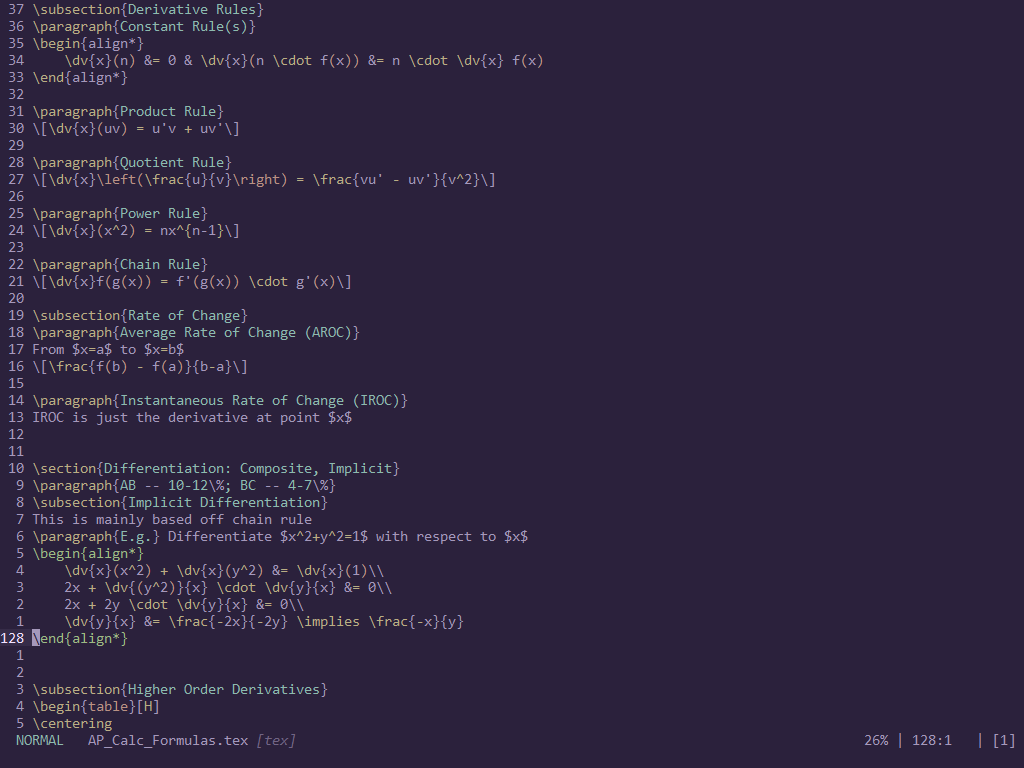 37 \subsection{Derivative Rules}
36 \paragraph{Constant Rule(s)}
35 \begin{align*}
34     \dv{x}(n) &= 0 & \dv{x}(n \cdot f(x)) &= n \cdot \dv{x} f(x)
33 \end{align*}
32
31 \paragraph{Product Rule}
30 \[\dv{x}(uv) = u'v + uv'\]
29
28 \paragraph{Quotient Rule}
27 \[\dv{x}\left(\frac{u}{v}\right) = \frac{vu' - uv'}{v^2}\]
26
25 \paragraph{Power Rule}
24 \[\dv{x}(x^2) = nx^{n-1}\]
23
22 \paragraph{Chain Rule}
21 \[\dv{x}f(g(x)) = f'(g(x)) \cdot g'(x)\]
20
19 \subsection{Rate of Change}
18 \paragraph{Average Rate of Change (AROC)}
17 From $x=a$ to $x=b$
16 \[\frac{f(b) - f(a)}{b-a}\]
15
14 \paragraph{Instantaneous Rate of Change (IROC)}
13 IROC is just the derivative at point $x$
12
11
10 \section{Differentiation: Composite, Implicit}
9 \paragraph{AB -- 10-12\%; BC -- 4-7\%}
8 \subsection{Implicit Differentiation}
7 This is mainly based off chain rule
6 \paragraph{E.g.} Differentiate $x^2+y^2=1$ with respect to $x$
5 \begin{align*}
4     \dv{x}(x^2) + \dv{x}(y^2) &= \dv{x}(1)\\
3     2x + \dv{(y^2)}{x} \cdot \dv{y}{x} &= 0\\
2     2x + 2y \cdot \dv{y}{x} &= 0\\
1     \dv{y}{x} &= \frac{-2x}{-2y} \implies \frac{-x}{y}
128 \end{align*}
1
2
3 \subsection{Higher Order Derivatives}
4 \begin{table}[H]
5 \centering
NORMAL   AP_Calc_Formulas.tex [tex]   26% | 128:1   | [1]